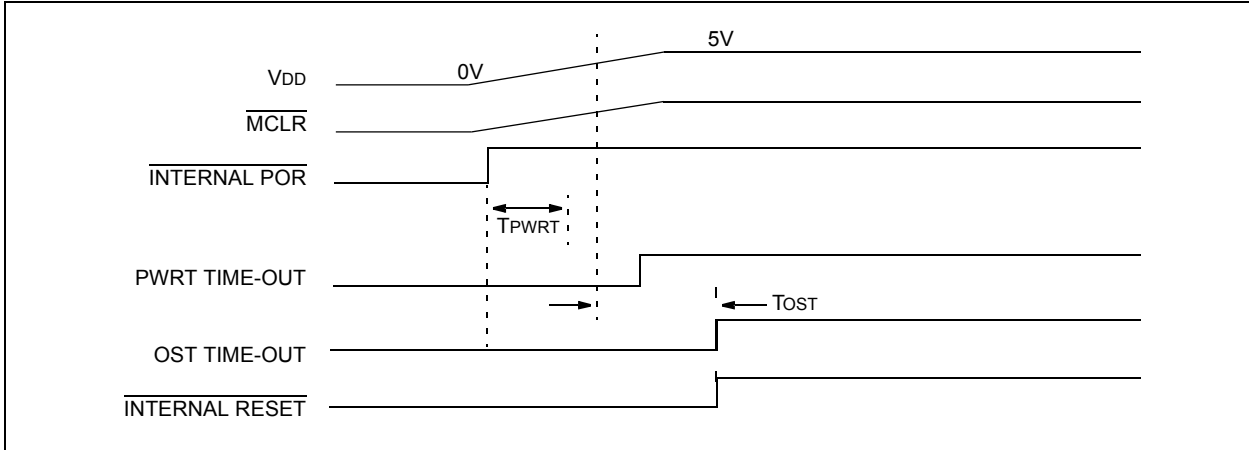 5V
VDD 0V
MCLR
INTERNAL POR
TPWRT
PWRT TIME-OUT
TOST
OST TIME-OUT
INTERNAL RESET